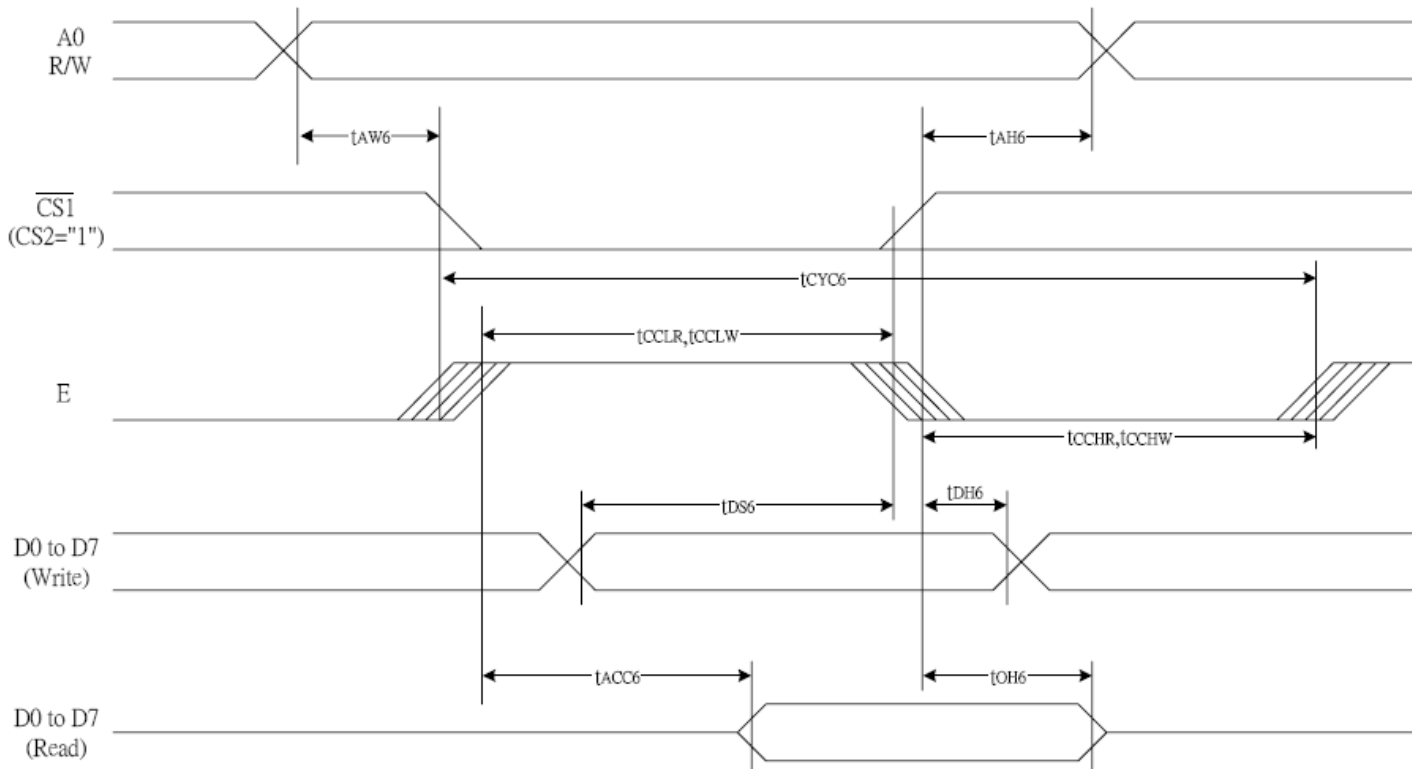 A0
R/W
tAW6
tAH6
CS1
(CS2="1")
tCYC6
tCCLR,tCCLW
E
tCCHR,tCCHW
tDS6
tDH6
D0 to D7
(Write)
tACC6
tOH6
D0 to D7
(Read)